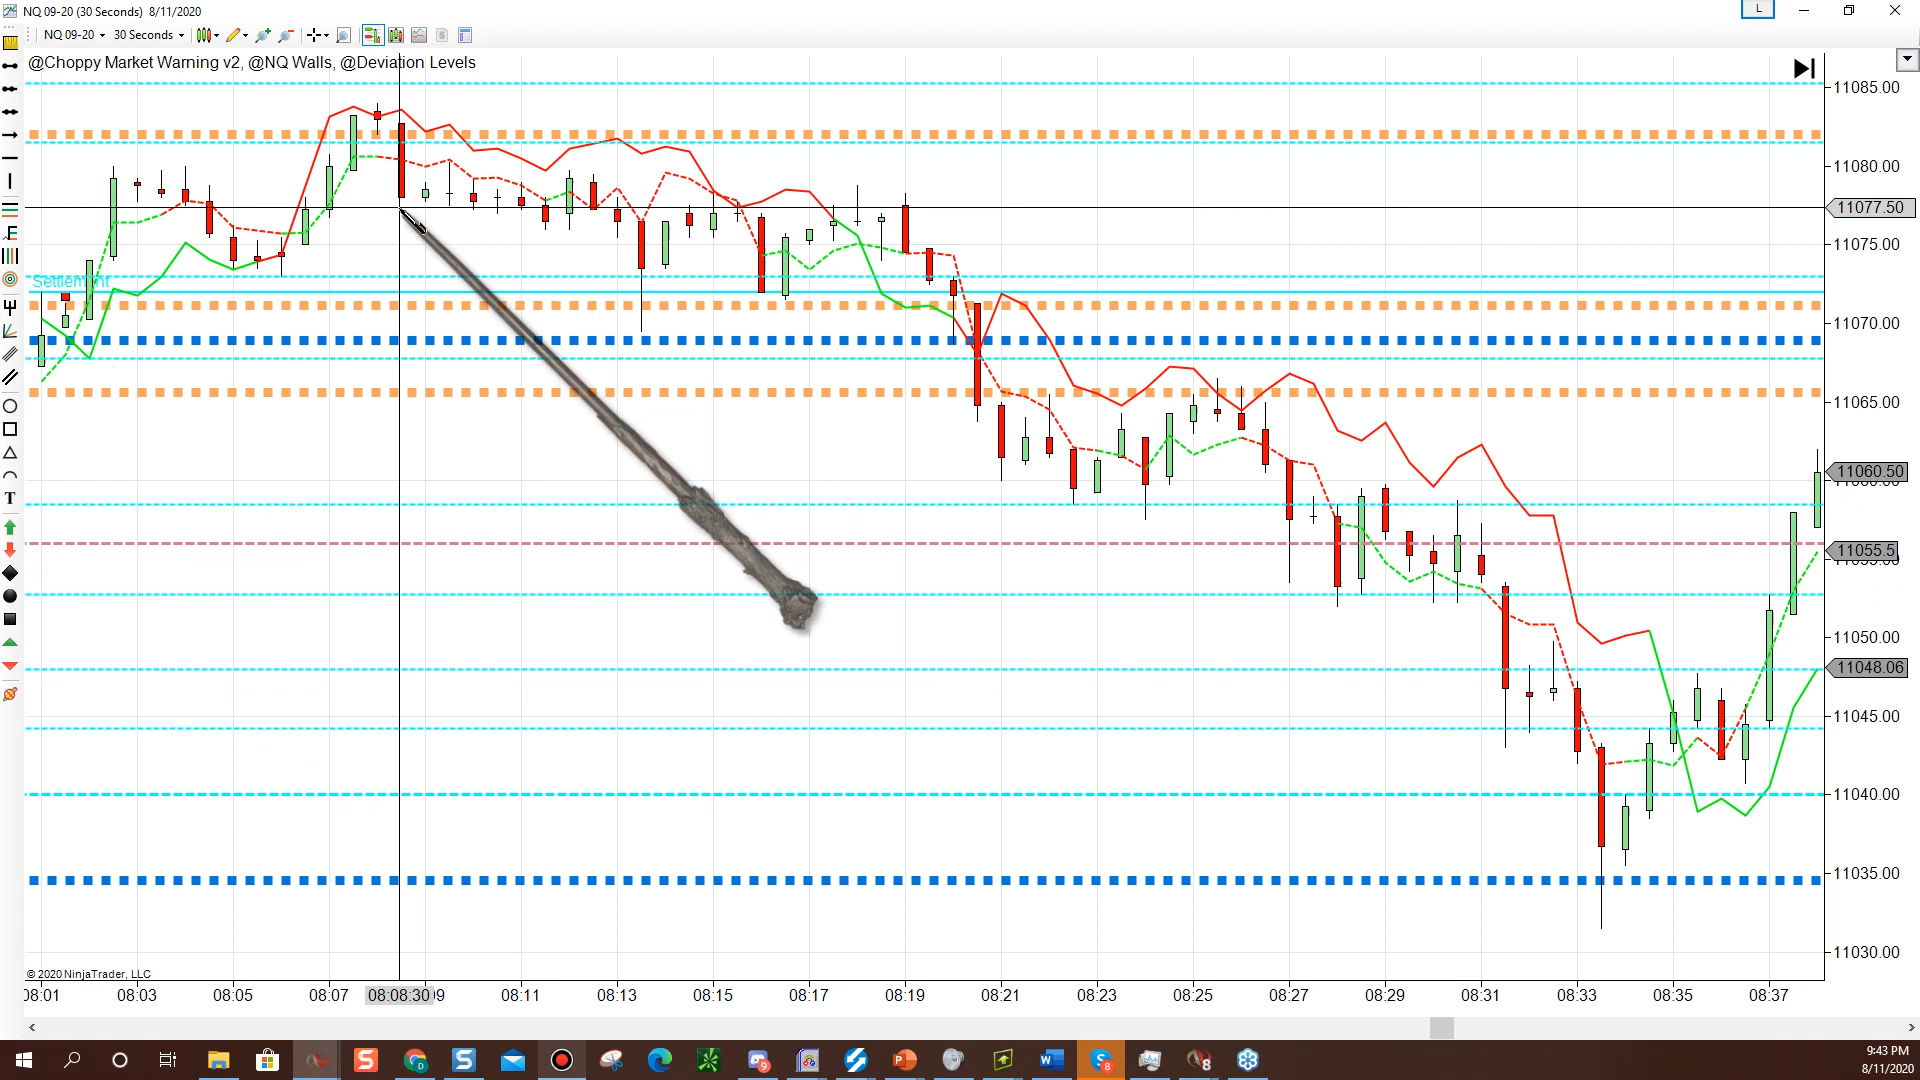 NQ 09-20 (30 Seconds) 8/11/2020
L
NQ 09-20 30 Seconds
@Choppy Market Warning v2, @NQ Walls, @Deviation Levels
11085.00
11080.00
11077.50
11075.00
Settlement
11070.00
11065.00
11060.50
11055.5
11050.00
11048.06
11045.00
11040.00
11035.00
11030.00
© 2020 NinjaTrader, LLC
08:01 08:03 08:05 08:07 08:08:30 08:11 08:13 08:15 08:17 08:19 08:21 08:23 08:25 08:27 08:29 08:31 08:33 08:35 08:37
9:43 PM
8/11/2020